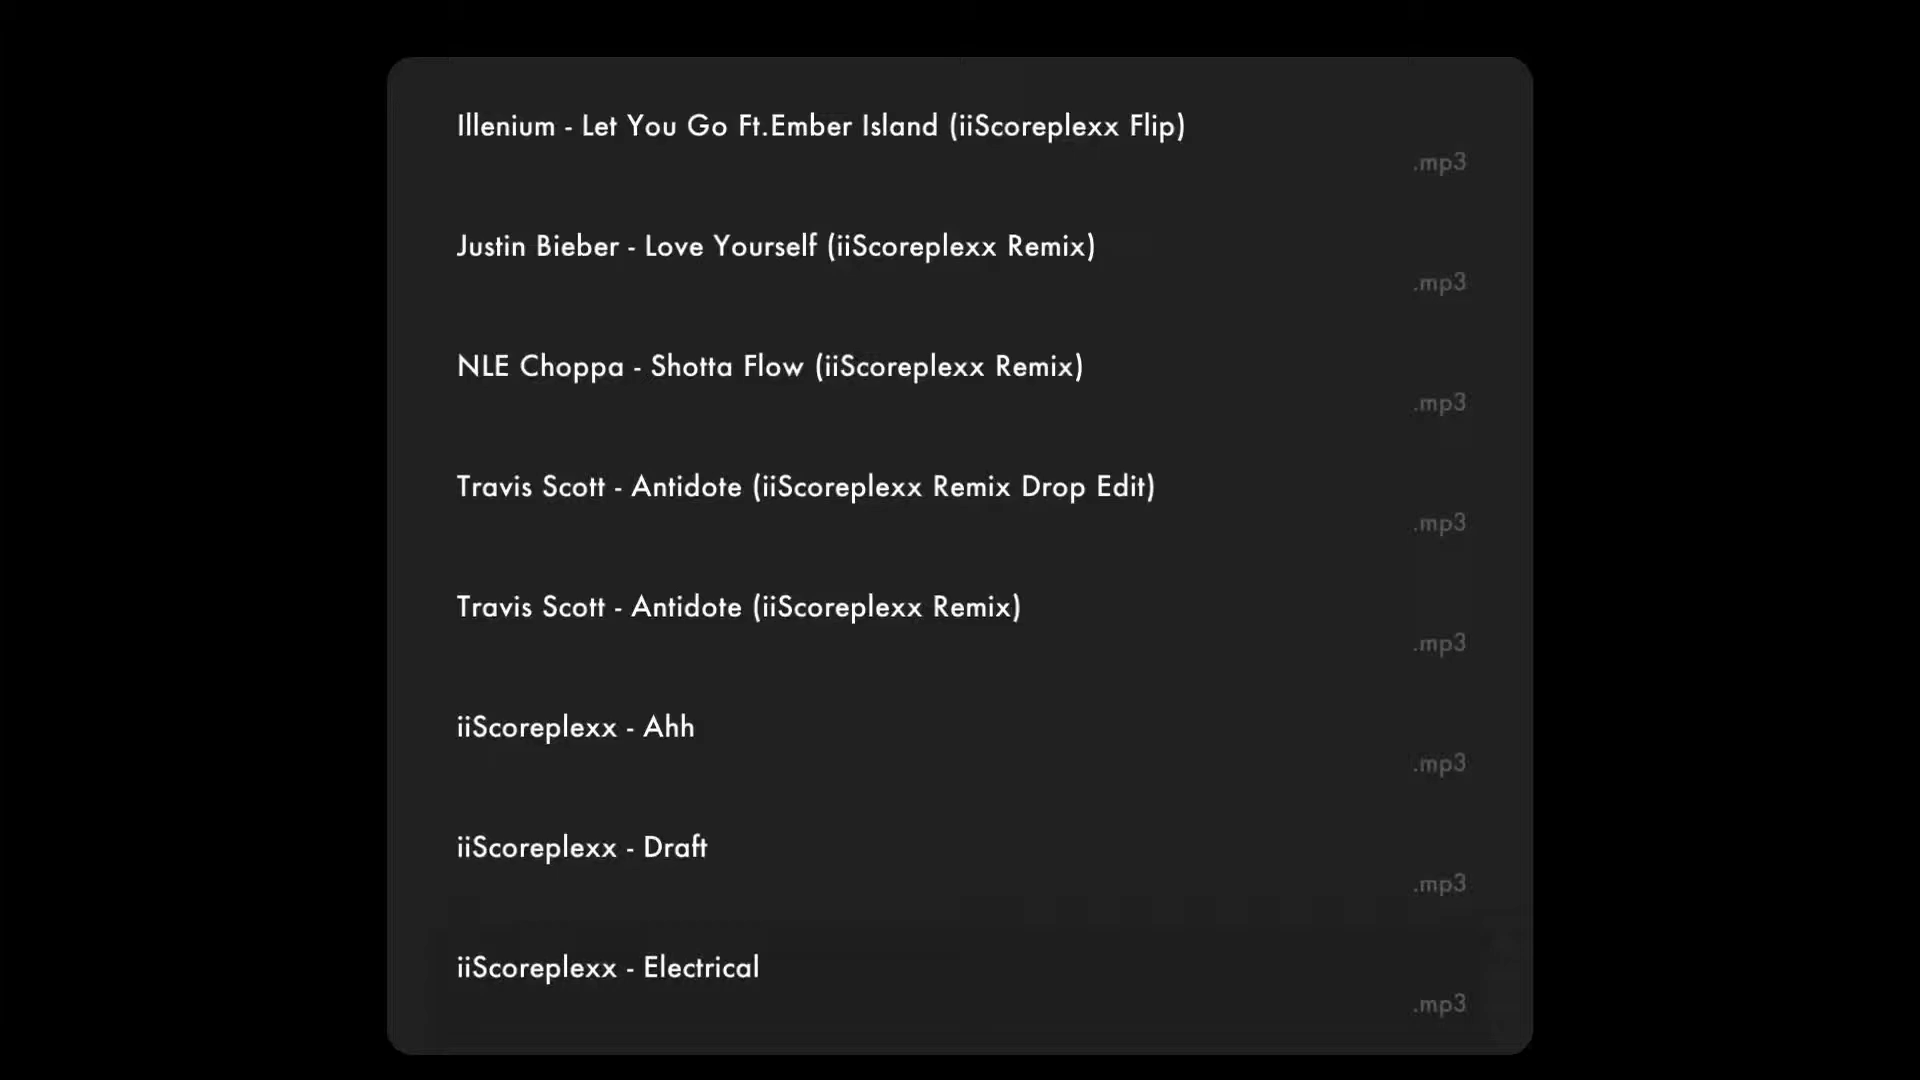 Illenium - Let You Go Ft.Ember Island (iiScoreplexx Flip)
.mp3
Justin Bieber - Love Yourself (iiScoreplexx Remix)
.mp3
NLE Choppa - Shotta Flow (iiScoreplexx Remix)
.mp3
Travis Scott - Antidote (iiScoreplexx Remix Drop Edit)
.mp3
Travis Scott - Antidote (iiScoreplexx Remix)
.mp3
iiScoreplexx - Ahh
.mp3
iiScoreplexx - Draft
.mp3
iiScoreplexx - Electrical
.mp3